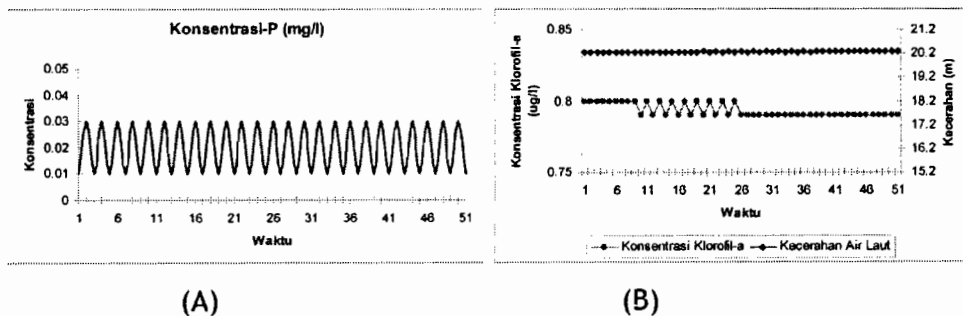 Konsentrasi-P (mg/l)
Konsentrasi
0.05
0.04
0.03
0.02
0.01
0
1 6 11 16 21 26 31 36 41 46 51
Waktu
(A)
Konsentrasi Klorofil-a
(ug/l)
0.85
0.8
0.75
21.2
20.2
19.2
18.2
17.2
16.2
15.2
Kecerahan (m)
1 6 11 16 21 26 31 36 41 46 51
Waktu
Konsentrasi Klorofil-a Kecerahan Air Laut
(B)